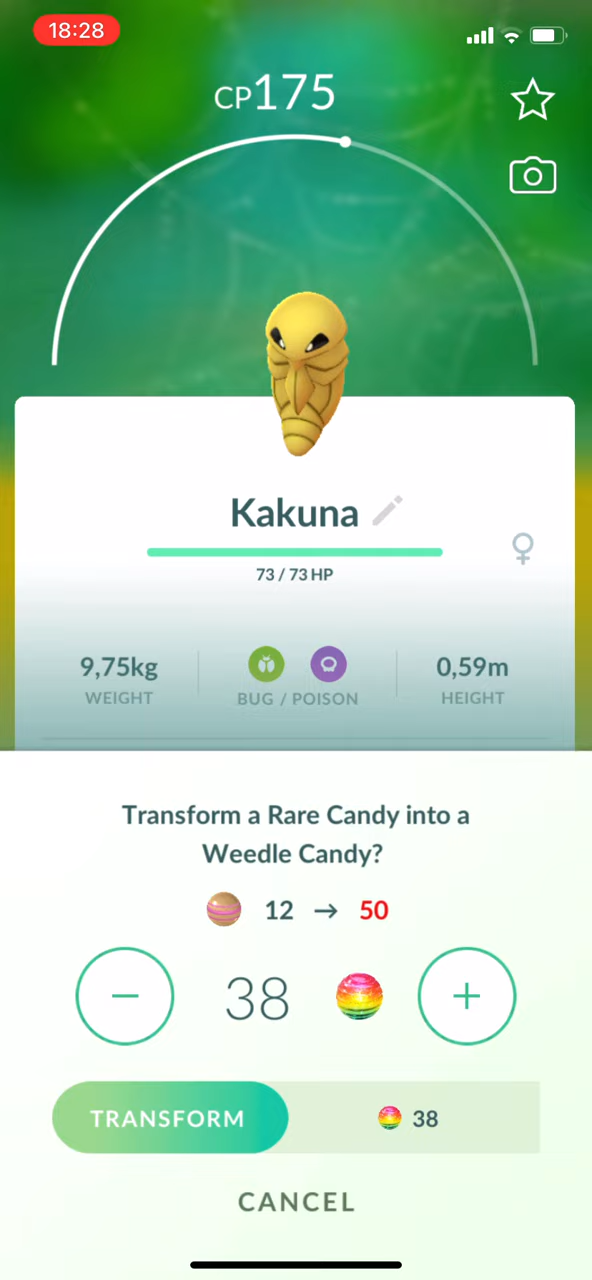 18:28
CP175
Kakuna
73 / 73 HP
9,75kg
WEIGHT
BUG / POISON
0,59m
HEIGHT
Transform a Rare Candy into a
Weedle Candy?
12 → 50
38
TRANSFORM
38
CANCEL